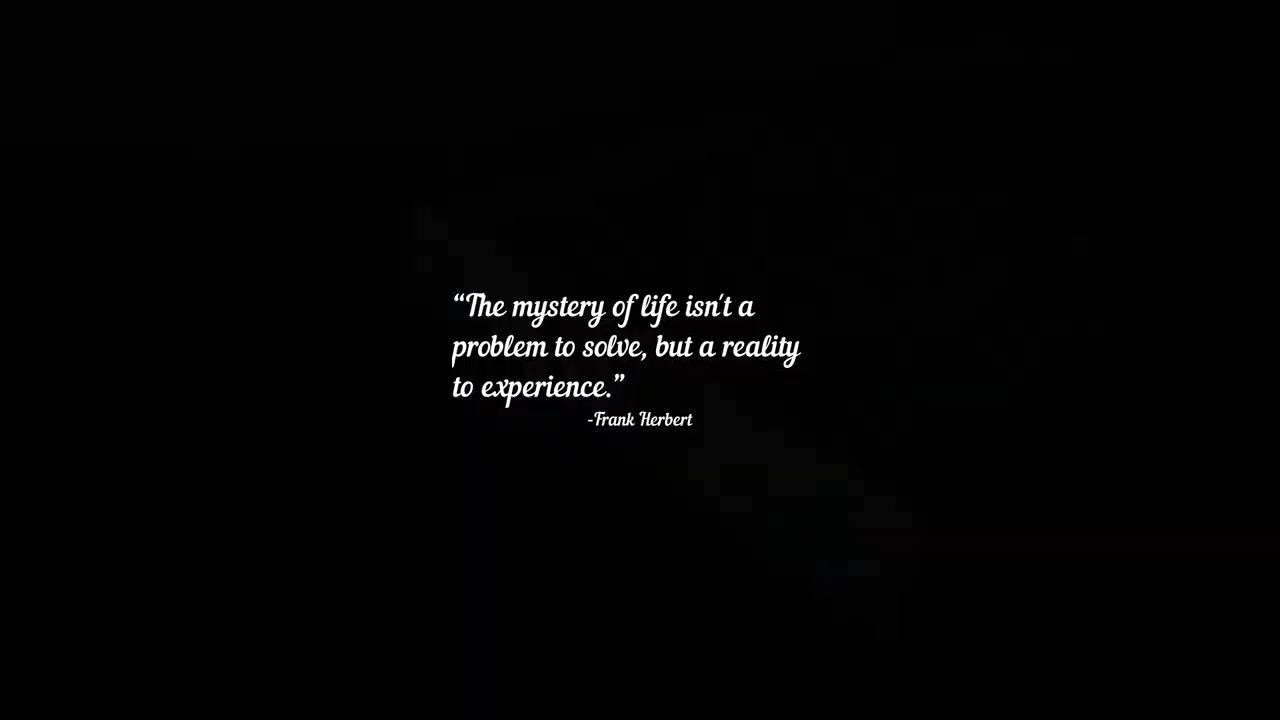 “The mystery of life isn't a
problem to solve, but a reality
to experience.”
-Frank Herbert